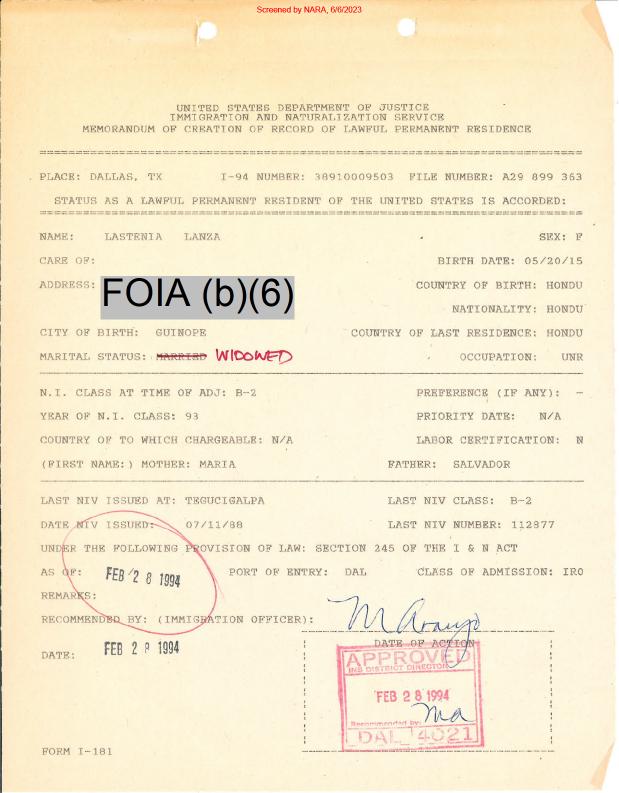 Screened by NARA, 6/6/2023
UNITED STATES DEPARTMENT OF JUSTICE
IMMIGRATION AND NATURALIZATION SERVICE
MEMORANDUM OF CREATION OF RECORD OF LAWFUL PERMANENT RESIDENCE
PLACE: DALLAS, TX I-94 NUMBER: 38910009503 FILE NUMBER: A29 899 363
STATUS AS A LAWFUL PERMANENT RESIDENT OF THE UNITED STATES IS ACCORDED:
NAME: LASTENIA LANZA SEX: F
CARE OF: BIRTH DATE: 05/20/15
ADDRESS: FOIA (b)(6) COUNTRY OF BIRTH: HONDU
NATIONALITY: HONDU
CITY OF BIRTH: GUINOPE COUNTRY OF LAST RESIDENCE: HONDU
MARITAL STATUS: MARRIED WIDOWED OCCUPATION: UNR
N.I. CLASS AT TIME OF ADJ: B-2 PREFERENCE (IF ANY): -
YEAR OF N.I. CLASS: 93 PRIORITY DATE: N/A
COUNTRY OF TO WHICH CHARGEABLE: N/A LABOR CERTIFICATION: N
(FIRST NAME:) MOTHER: MARIA FATHER: SALVADOR
LAST NIV ISSUED AT: TEGUCIGALPA LAST NIV CLASS: B-2
DATE NIV ISSUED: 07/11/88 LAST NIV NUMBER: 112877
UNDER THE FOLLOWING PROVISION OF LAW: SECTION 245 OF THE I & N ACT
AS OF: FEB 28 1994 PORT OF ENTRY: DAL CLASS OF ADMISSION: IRO
REMARKS:
RECOMMENDED BY: (IMMIGRATION OFFICER): M Araujo
DATE: FEB 28 1994 DATE OF ACTION
APPROVED
INS DISTRICT DIRECTOR
FEB 28 1994
Recommended by: Ma
DAL 4021
FORM I-181